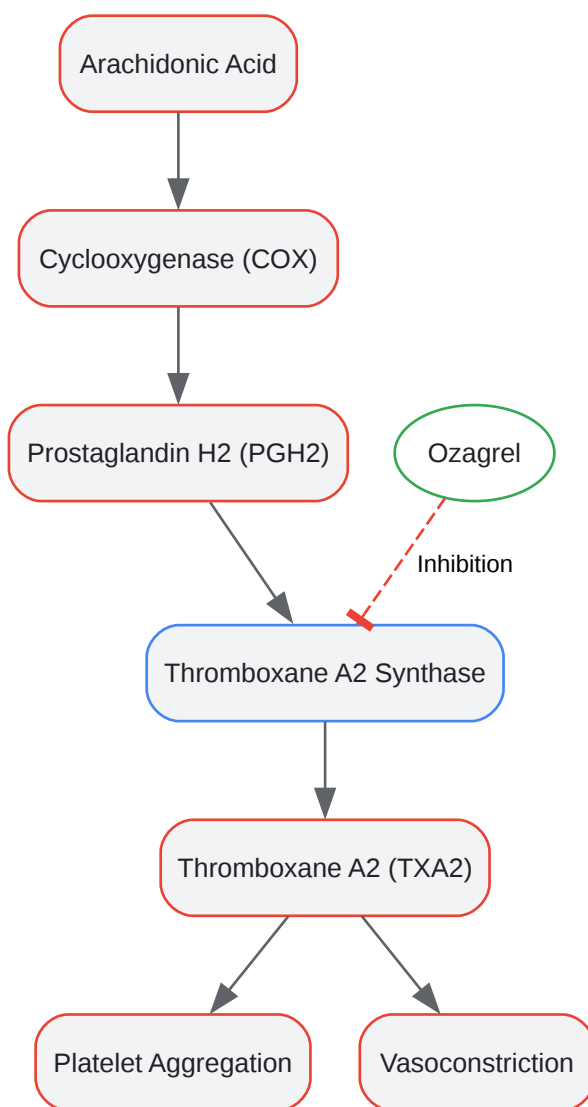 Arachidonic Acid
Cyclooxygenase (COX)
Prostaglandin H2 (PGH2)
Ozagrel
Inhibition
Thromboxane A2 Synthase
Thromboxane A2 (TXA2)
Platelet Aggregation
Vasoconstriction